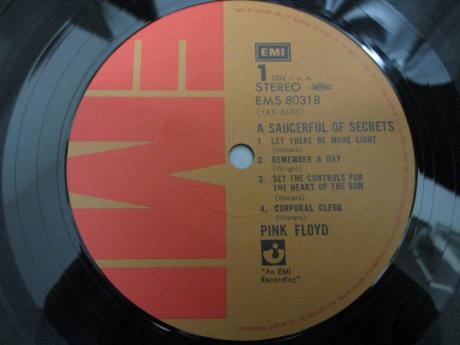 EMI
1 33⅓ r. p. m.
STEREO
EMS-80318
(YAX-3633)
A SAUCERFUL OF SECRETS
1. LET THERE BE MORE LIGHT
(Waters)
2. REMEMBER A DAY
(Wright)
3. SET THE CONTROLS FOR
THE HEART OF THE SUN
(Waters)
4. CORPORAL CLEGG
(Waters)
PINK FLOYD
"An EMI
Recording"
EMI